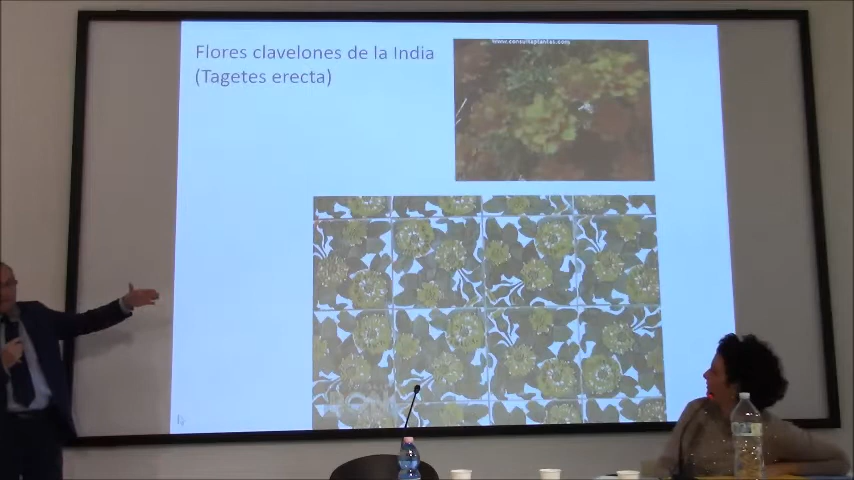 Flores clavelones de la India
(Tagetes erecta)
www.consultaplantas.com